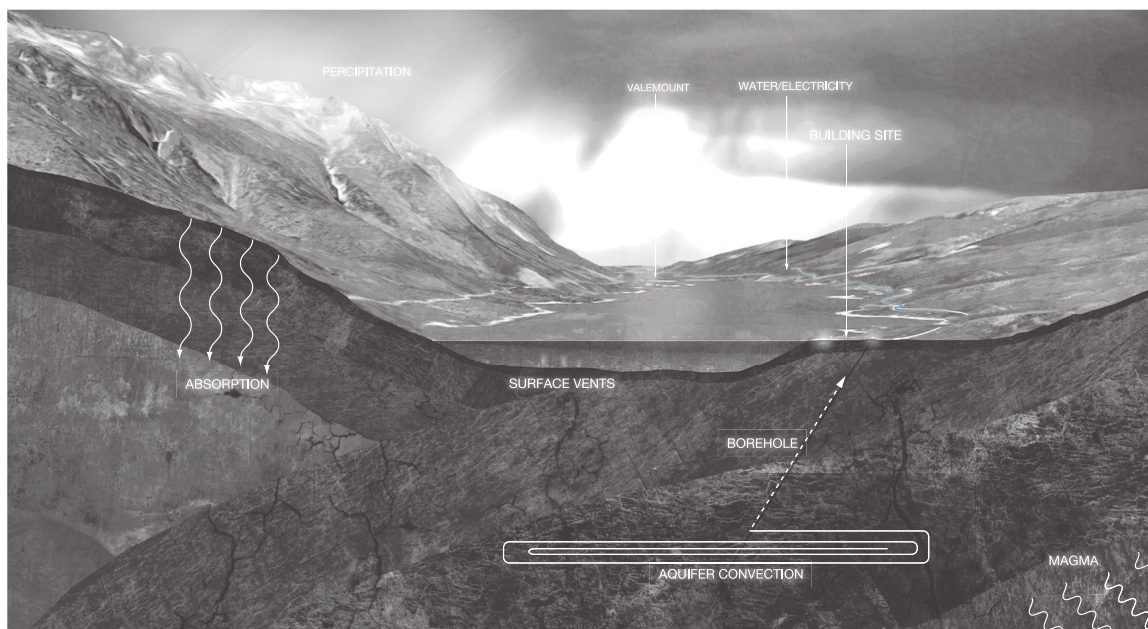 PERCIPITATION
VALEMOUNT
WATER/ELECTRICITY
BUILDING SITE
ABSORPTION
SURFACE VENTS
BOREHOLE
AQUIFER CONVECTION
MAGMA